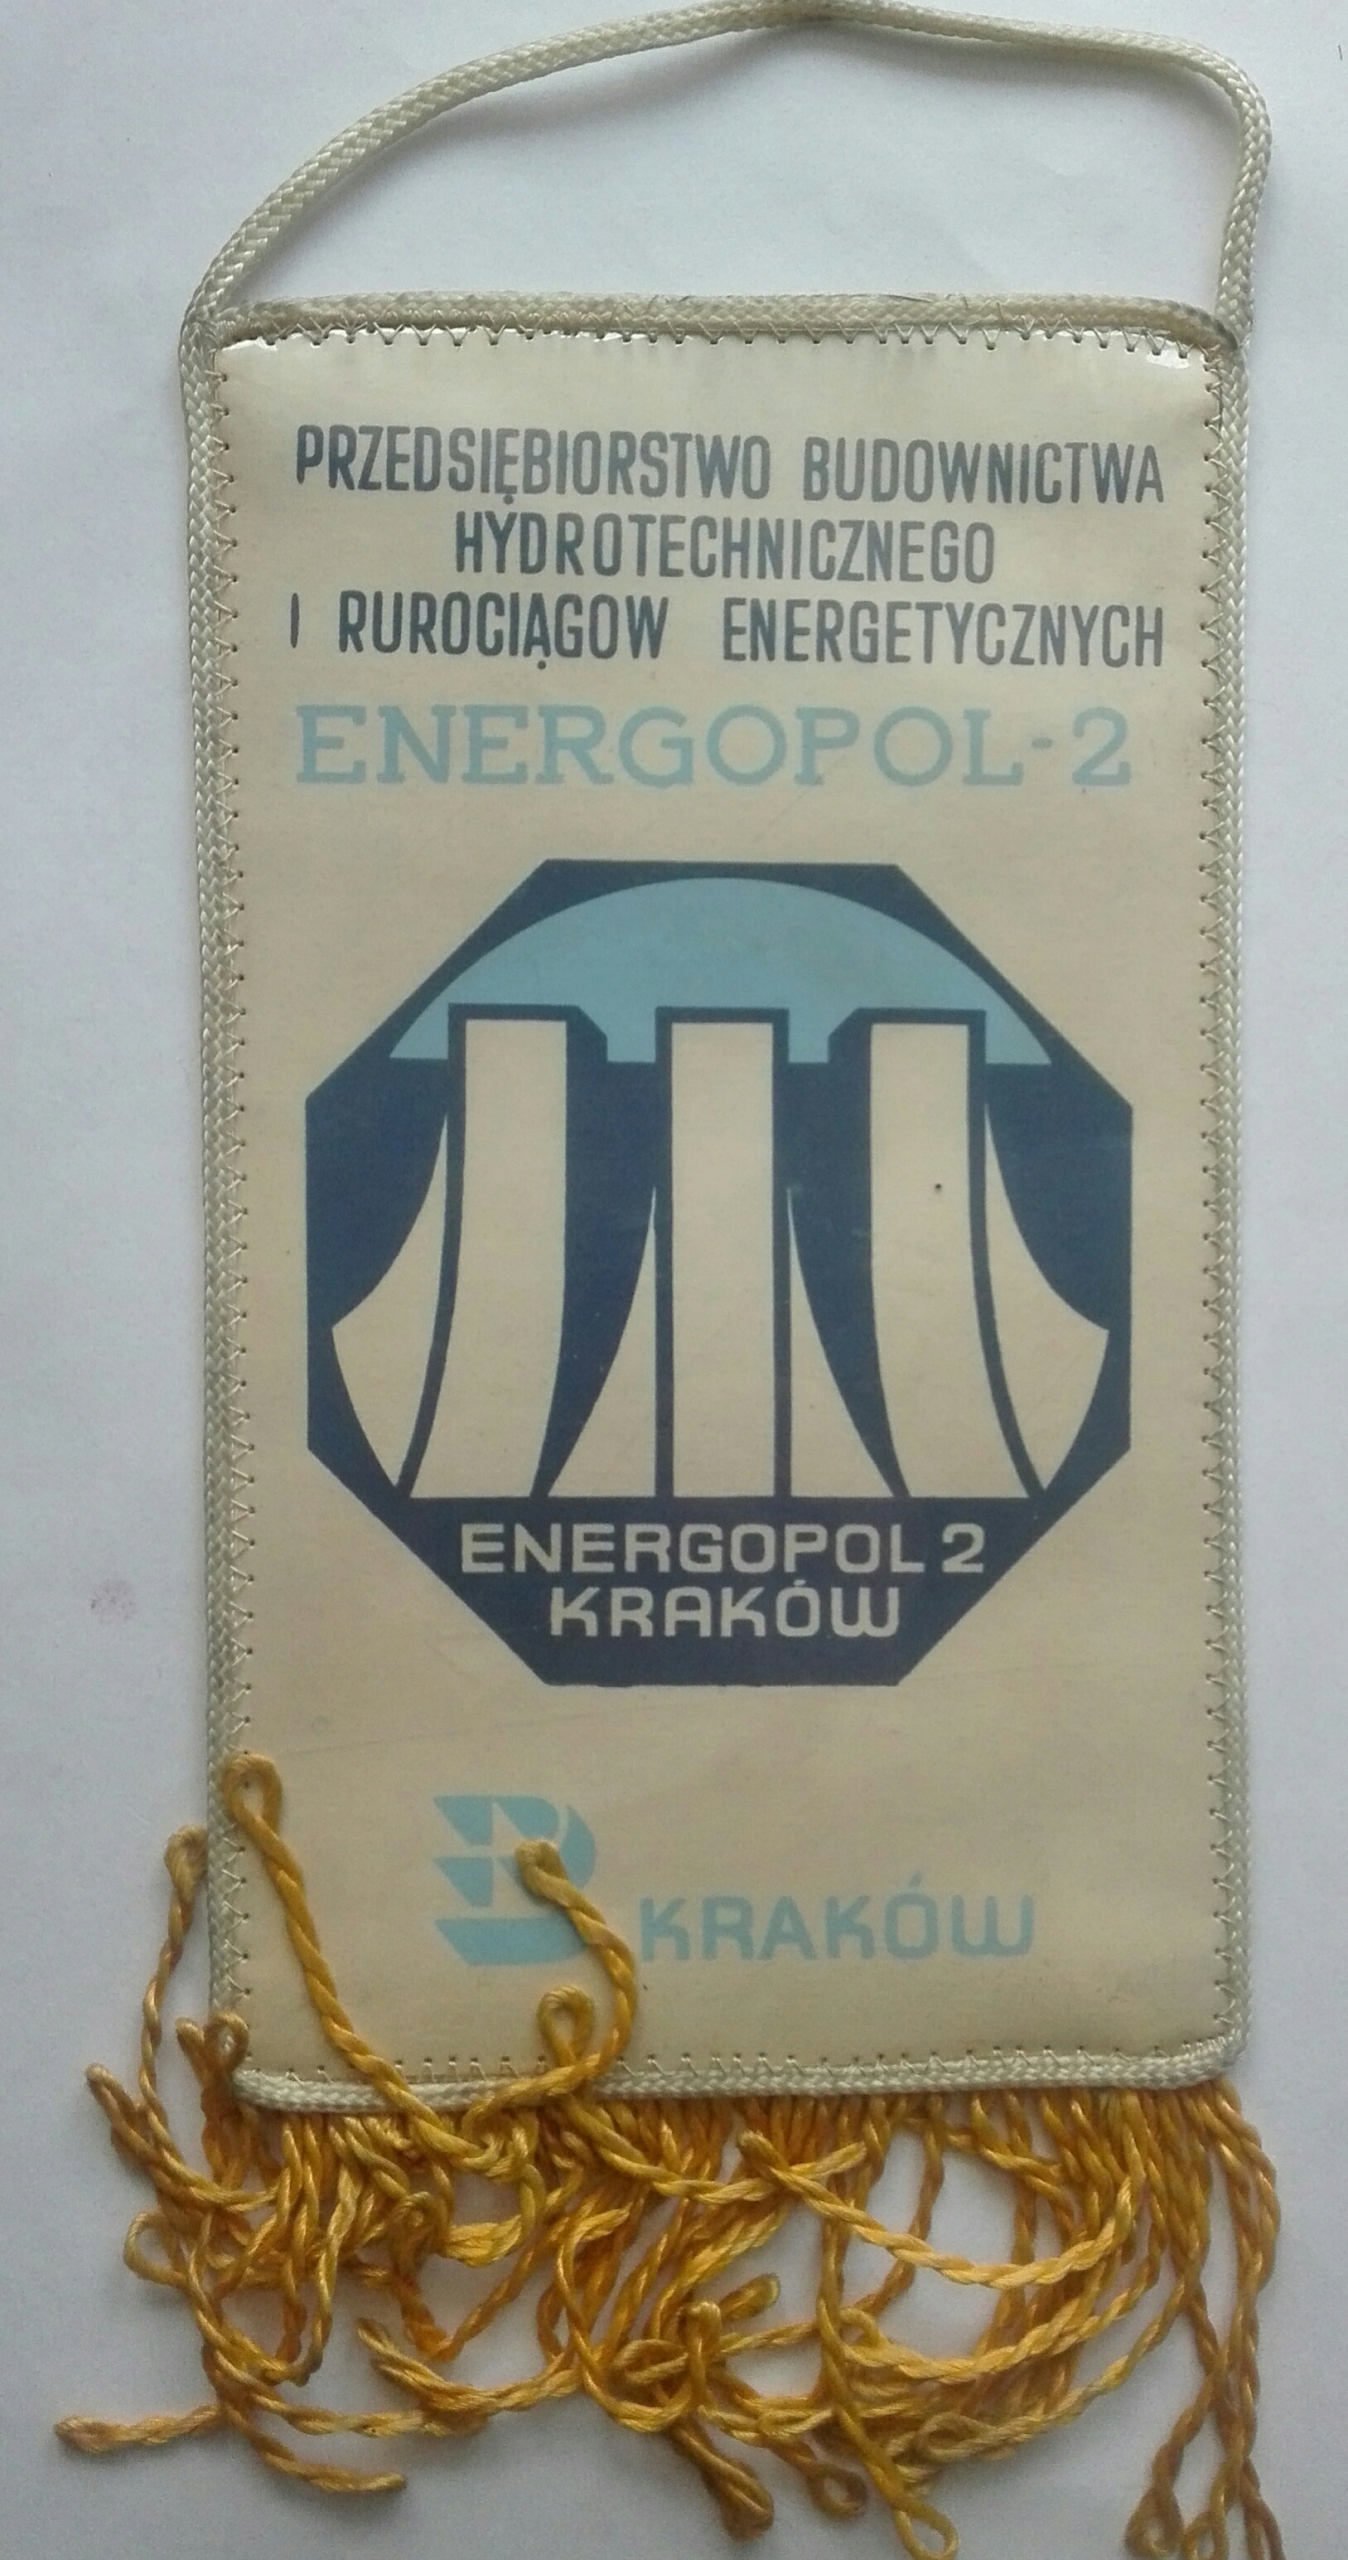 PRZEDSIĘBIORSTWO BUDOWNICTWA
HYDROTECHNICZNEGO
I RUROCIĄGOW ENERGETYCZNYCH
ENERGOPOL-2
ENERGOPOL 2
KRAKÓW
KRAKÓW